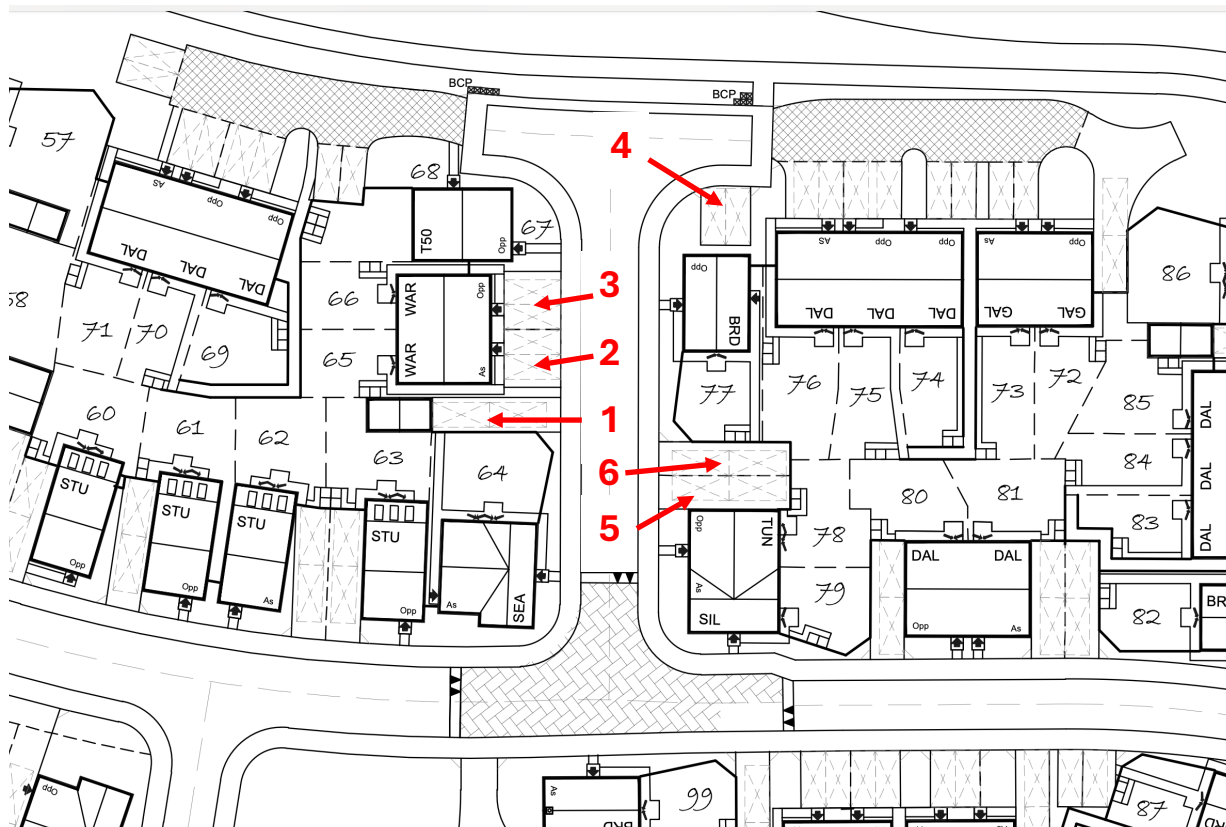 BCP
BCP
57
4
68
AS
Opp
Opp
67
T50
Opp
3
86
DAL
DAL
DAL
66
WAR
Opp
AS
Opp
Opp
As
Opp
58
71
70
69
65
WAR
As
2
BRD
DAL
DAL
DAL
GAL
GAL
77
76
75
74
73
72
85
DAL
60
61
62
63
64
1
6
5
84
DAL
STU
STU
STU
STU
80
81
83
DAL
Opp
TUN
78
DAL
DAL
Opp
Opp
As
Opp
As
SEA
As
SIL
79
Opp
As
82
BR
Opp
As
BRD
99
87
RD